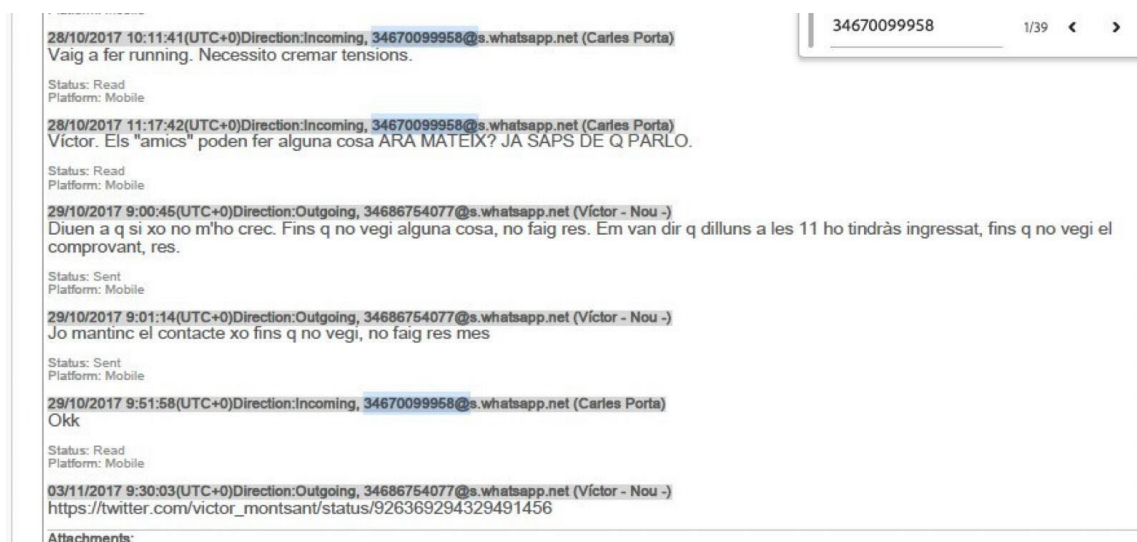 34670099958 1/39
28/10/2017 10:11:41(UTC+0)Direction:Incoming, 34670099958@s.whatsapp.net (Carles Porta)
Vaig a fer running. Necessito cremar tensions.
Status: Read
Platform: Mobile
28/10/2017 11:17:42(UTC+0)Direction:Incoming, 34670099958@s.whatsapp.net (Carles Porta)
Víctor. Els "amics" poden fer alguna cosa ARA MATEIX? JA SAPS DE Q PARLO.
Status: Read
Platform: Mobile
29/10/2017 9:00:45(UTC+0)Direction:Outgoing, 34686754077@s.whatsapp.net (Víctor - Nou -)
Diuen a q si xo no m'ho crec. Fins q no vegi alguna cosa, no faig res. Em van dir q dilluns a les 11 ho tindràs ingressat, fins q no vegi el
comprovant, res.
Status: Sent
Platform: Mobile
29/10/2017 9:01:14(UTC+0)Direction:Outgoing, 34686754077@s.whatsapp.net (Víctor - Nou -)
Jo mantinc el contacte xo fins q no vegi, no faig res mes
Status: Sent
Platform: Mobile
29/10/2017 9:51:58(UTC+0)Direction:Incoming, 34670099958@s.whatsapp.net (Carles Porta)
Okk
Status: Read
Platform: Mobile
03/11/2017 9:30:03(UTC+0)Direction:Outgoing, 34686754077@s.whatsapp.net (Víctor - Nou -)
https://twitter.com/victor_montsant/status/926369294329491456
Attachments: